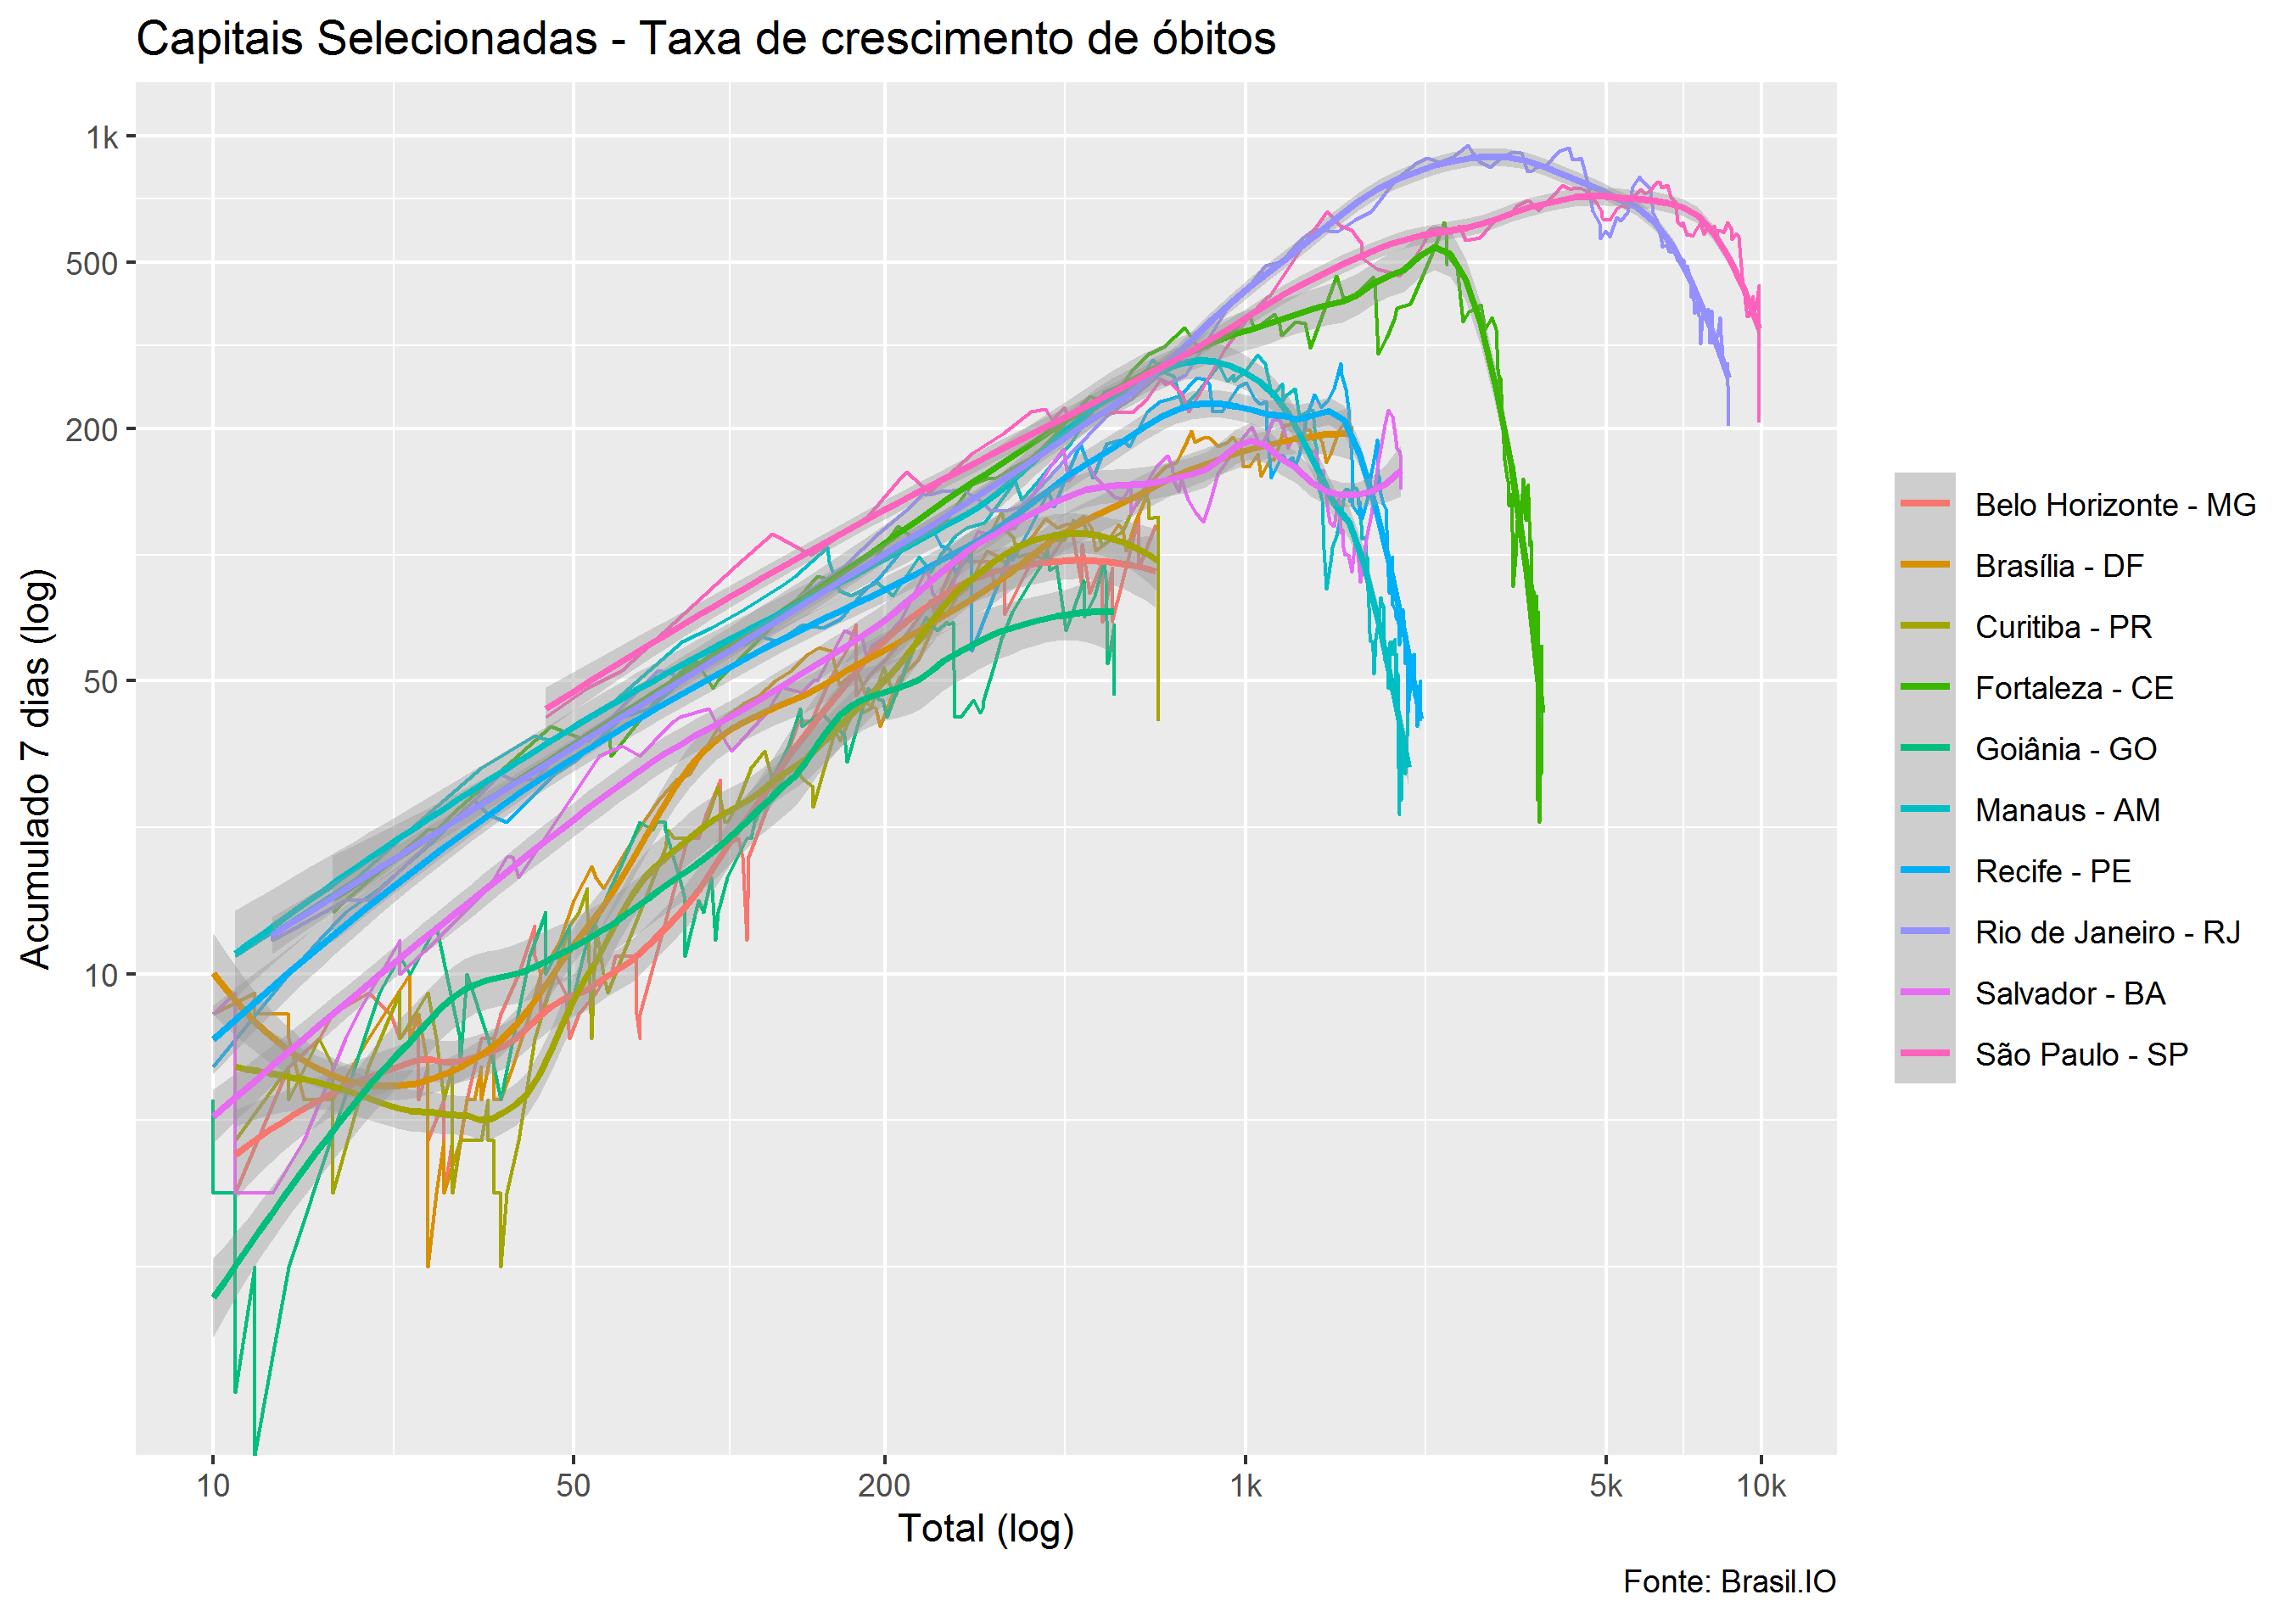 Capitais Selecionadas - Taxa de crescimento de óbitos
1k
500
200
50
10
Acumulado 7 dias (log)
10
50
200
1k
5k
10k
Total (log)
Belo Horizonte - MG
Brasília - DF
Curitiba - PR
Fortaleza - CE
Goiânia - GO
Manaus - AM
Recife - PE
Rio de Janeiro - RJ
Salvador - BA
São Paulo - SP
Fonte: Brasil.IO